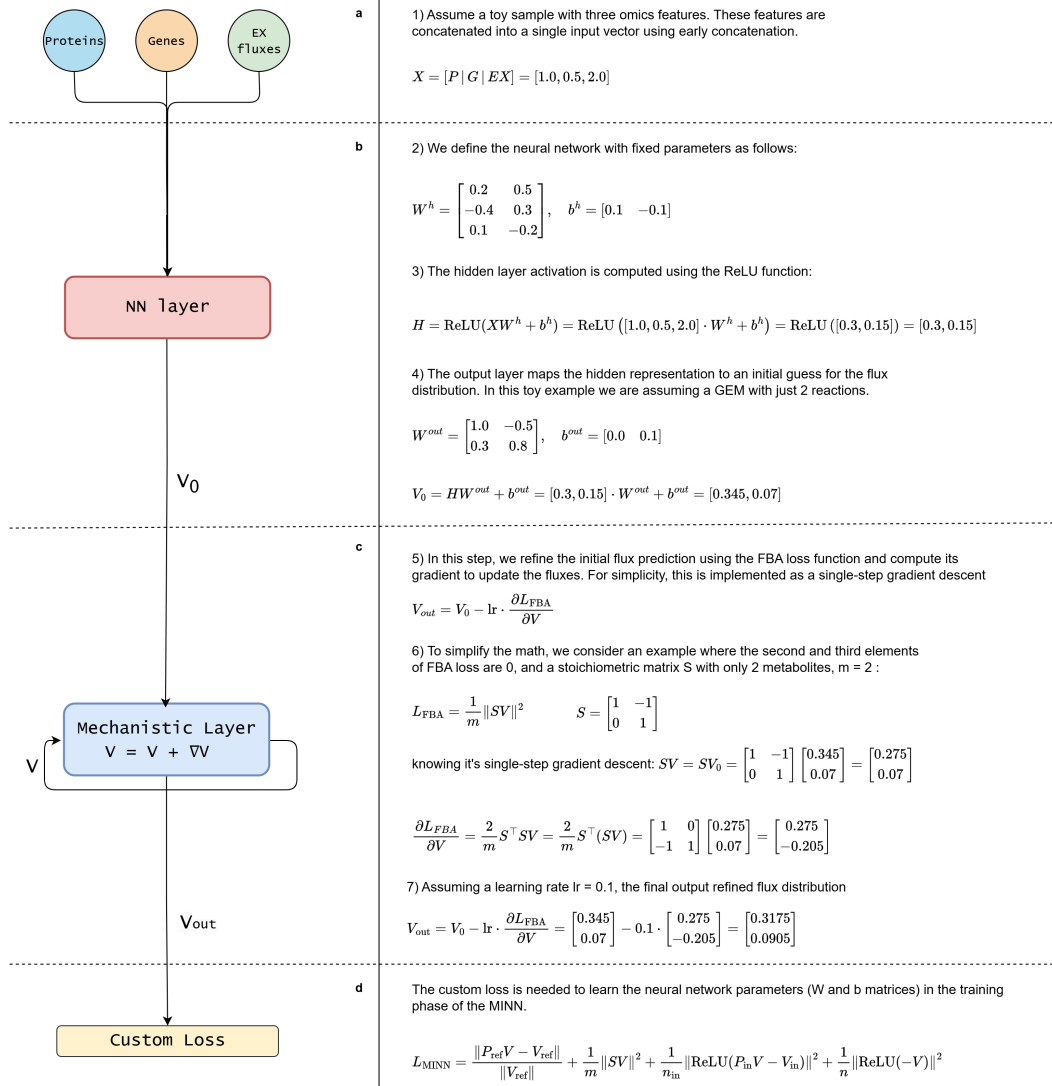 Proteins
Genes
EX
fluxes
a
1) Assume a toy sample with three omics features. These features are
concatenated into a single input vector using early concatenation.
X = [P | G | EX] = [1.0, 0.5, 2.0]
b
2) We define the neural network with fixed parameters as follows:
W^h = [0.2 0.5; −0.4 0.3; 0.1 −0.2], b^h = [0.1 −0.1]
3) The hidden layer activation is computed using the ReLU function:
NN layer
H = ReLU(XW^h + b^h) = ReLU ([1.0, 0.5, 2.0] · W^h + b^h) = ReLU ([0.3, 0.15]) = [0.3, 0.15]
4) The output layer maps the hidden representation to an initial guess for the flux
distribution. In this toy example we are assuming a GEM with just 2 reactions.
W^out = [1.0 −0.5; 0.3 0.8], b^out = [0.0 0.1]
V0
V_0 = HW^out + b^out = [0.3, 0.15] · W^out + b^out = [0.345, 0.07]
c
5) In this step, we refine the initial flux prediction using the FBA loss function and compute its
gradient to update the fluxes. For simplicity, this is implemented as a single-step gradient descent
V_out = V_0 − lr · ∂L_FBA/∂V
6) To simplify the math, we consider an example where the second and third elements
of FBA loss are 0, and a stoichiometric matrix S with only 2 metabolites, m = 2 :
L_FBA = 1/m ‖SV‖^2 S = [1 −1; 0 1]
Mechanistic Layer
V = V + ∇V
V
knowing it's single-step gradient descent: SV = SV_0 = [1 −1; 0 1] [0.345; 0.07] = [0.275; 0.07]
∂L_FBA/∂V = 2/m S^⊤SV = 2/m S^⊤(SV) = [1 0; −1 1] [0.275; 0.07] = [0.275; −0.205]
7) Assuming a learning rate lr = 0.1, the final output refined flux distribution
Vout
V_out = V_0 − lr · ∂L_FBA/∂V = [0.345; 0.07] − 0.1 · [0.275; −0.205] = [0.3175; 0.0905]
d
The custom loss is needed to learn the neural network parameters (W and b matrices) in the training
phase of the MINN.
Custom Loss
L_MINN = ‖P_ref V − V_ref‖/‖V_ref‖ + 1/m ‖SV‖^2 + 1/n_in ‖ReLU(P_in V − V_in)‖^2 + 1/n ‖ReLU(−V)‖^2